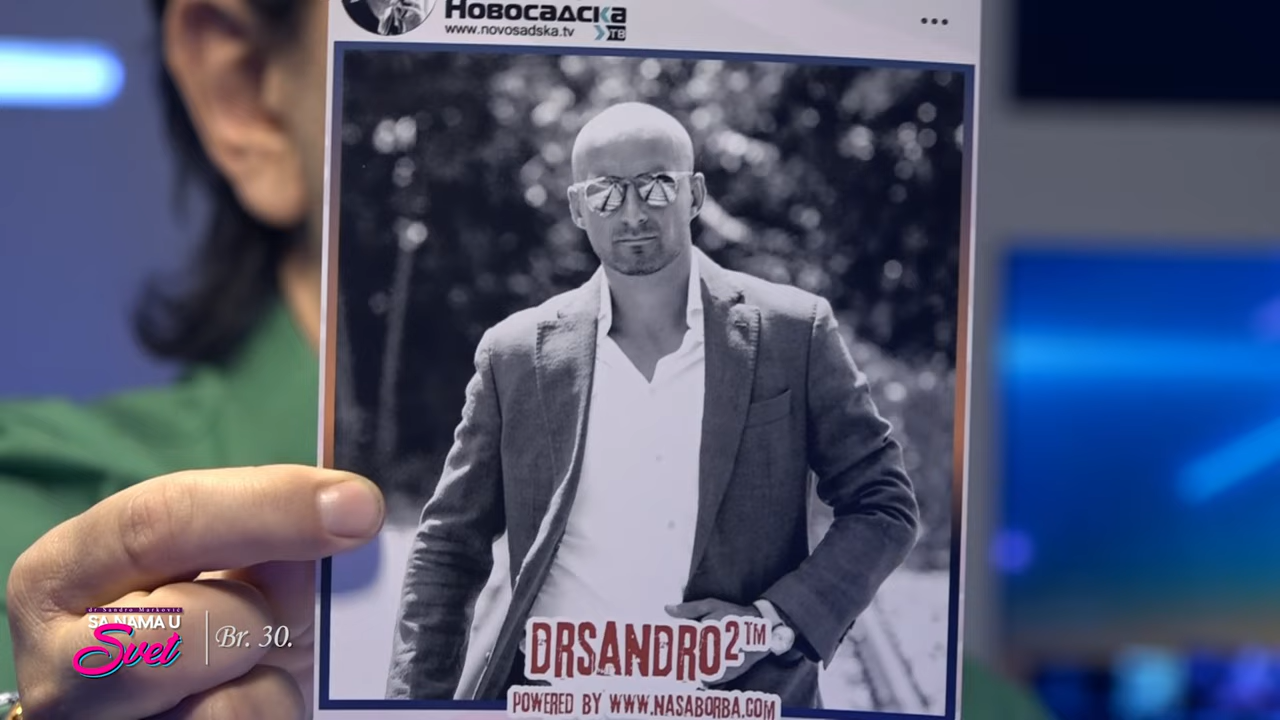 Новосадска
www.novosadska.tv
ТВ
DRSANDRO2™
POWERED BY WWW.NASABORBA.COM
dr Sandro Marković
SA NAMA U
Svet
Br. 30.